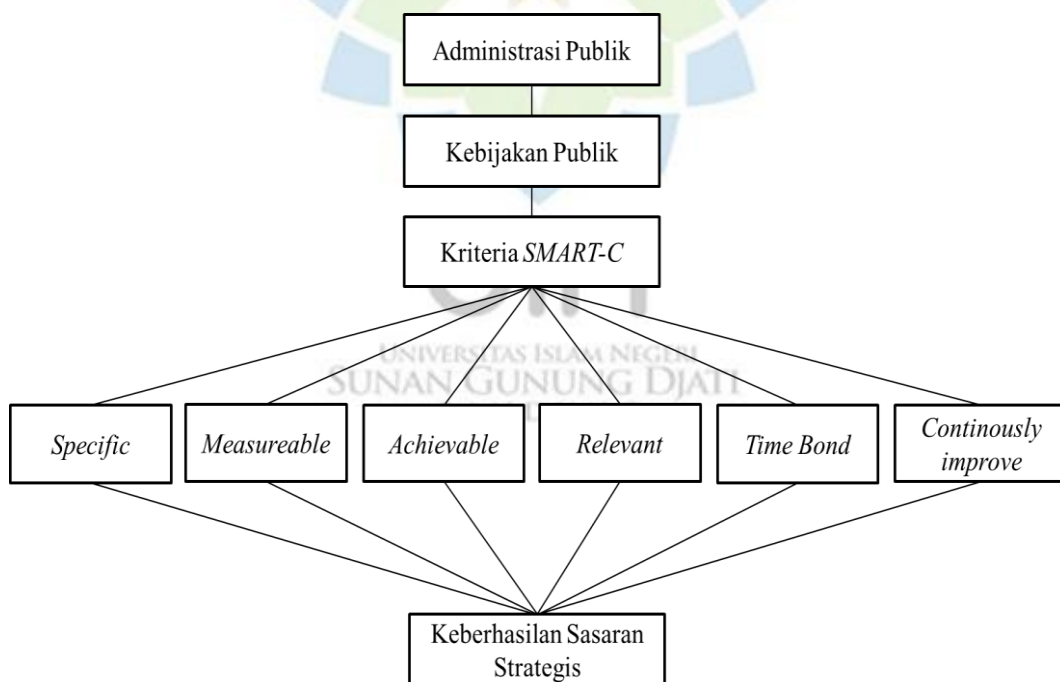 Administrasi Publik
Kebijakan Publik
Kriteria SMART-C
UNIVERSITAS ISLAM NEGERI
SUNAN GUNUNG DJATI
Specific
Measureable
Achievable
Relevant
Time Bond
Continously
improve
Keberhasilan Sasaran
Strategis